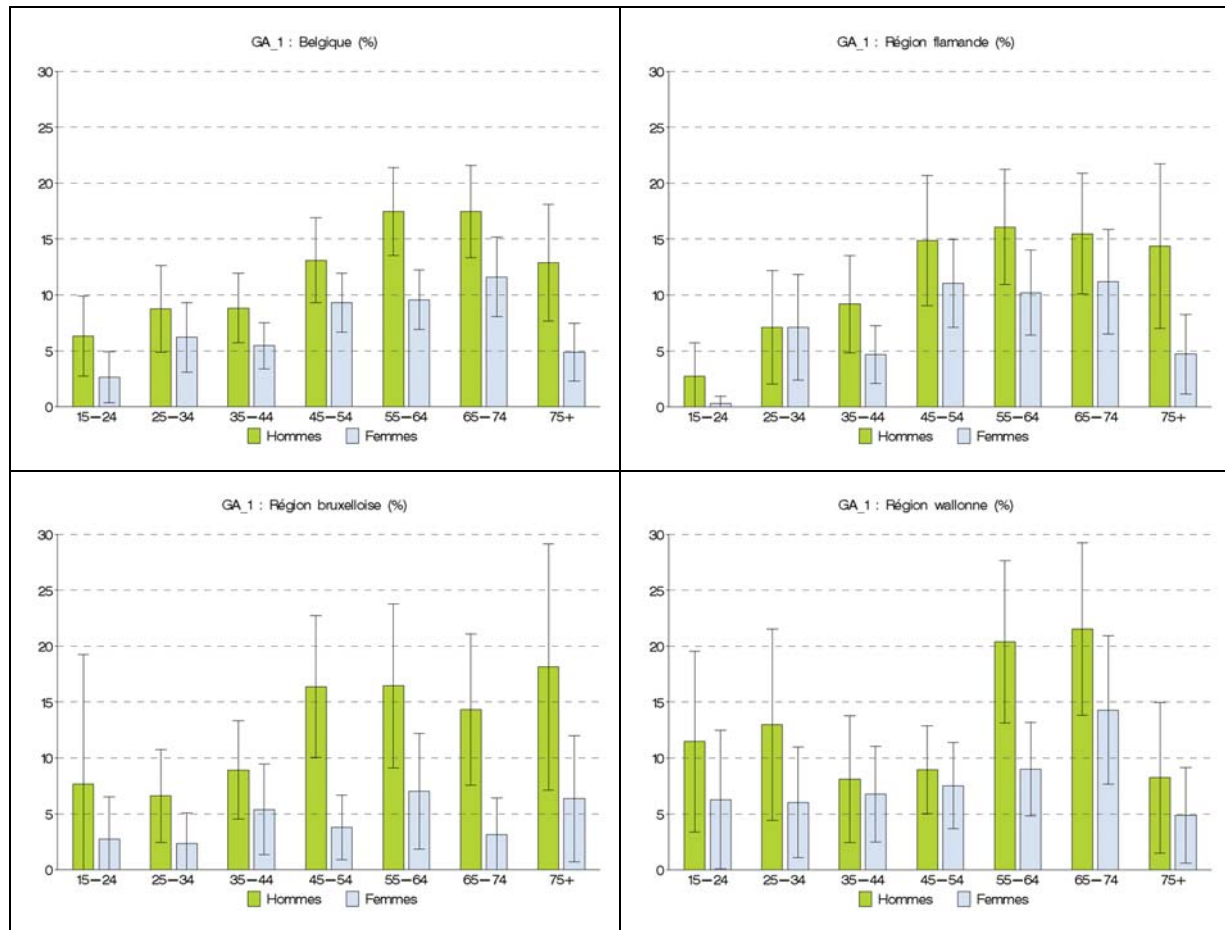 GA_1 : Belgique (%)
30
25
20
15
10
5
0
15–24 25–34 35–44 45–54 55–64 65–74 75+
Hommes Femmes
GA_1 : Région flamande (%)
30
25
20
15
10
5
0
15–24 25–34 35–44 45–54 55–64 65–74 75+
Hommes Femmes
GA_1 : Région bruxelloise (%)
30
25
20
15
10
5
0
15–24 25–34 35–44 45–54 55–64 65–74 75+
Hommes Femmes
GA_1 : Région wallonne (%)
30
25
20
15
10
5
0
15–24 25–34 35–44 45–54 55–64 65–74 75+
Hommes Femmes